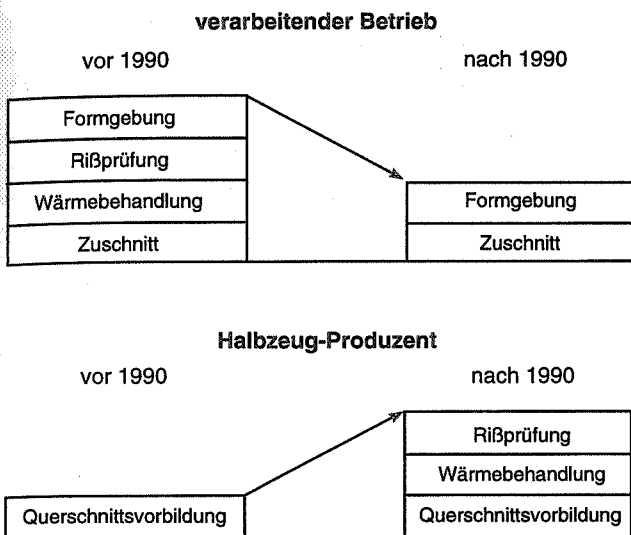 verarbeitender Betrieb
vor 1990
nach 1990
Formgebung
Rißprüfung
Wärmebehandlung
Zuschnitt
Formgebung
Zuschnitt
Halbzeug-Produzent
vor 1990
nach 1990
Querschnittsvorbildung
Rißprüfung
Wärmebehandlung
Querschnittsvorbildung